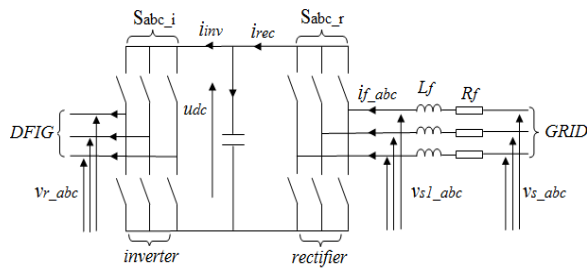 Sabc_i
iinv
irec
Sabc_r
if_abc
Lf
Rf
DFIG
udc
GRID
vr_abc
vs1_abc
vs_abc
inverter
rectifier